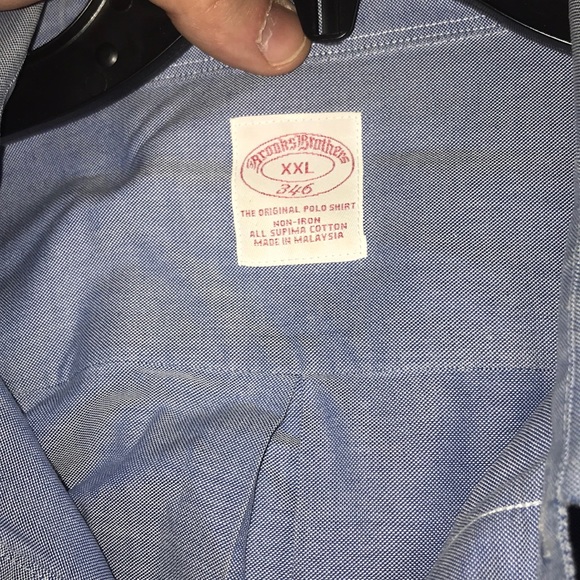 Brooks Brothers
XXL
346
THE ORIGINAL POLO SHIRT
NON-IRON
ALL SUPIMA COTTON
MADE IN MALAYSIA